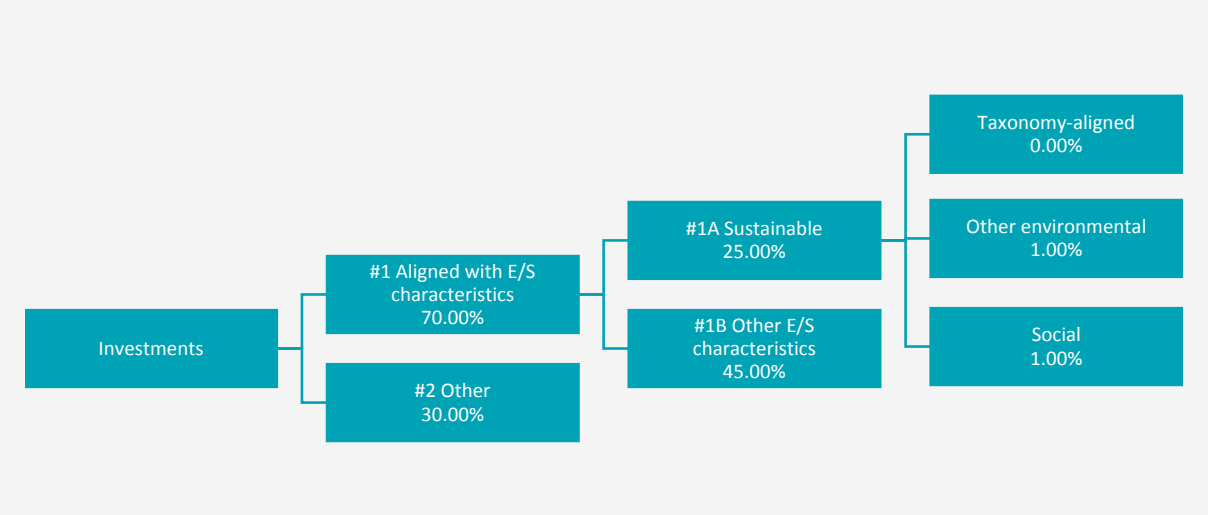 Investments
#1 Aligned with E/S
characteristics
70.00%
#2 Other
30.00%
#1A Sustainable
25.00%
#1B Other E/S
characteristics
45.00%
Taxonomy-aligned
0.00%
Other environmental
1.00%
Social
1.00%